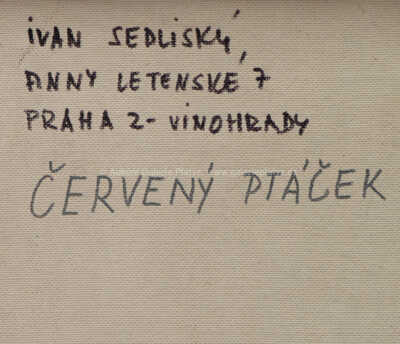 IVAN SEDLISKÝ,
ANNY LETENSKÉ 7
PRAHA 2 - VINOHRADY
ČERVENÝ PTÁČEK